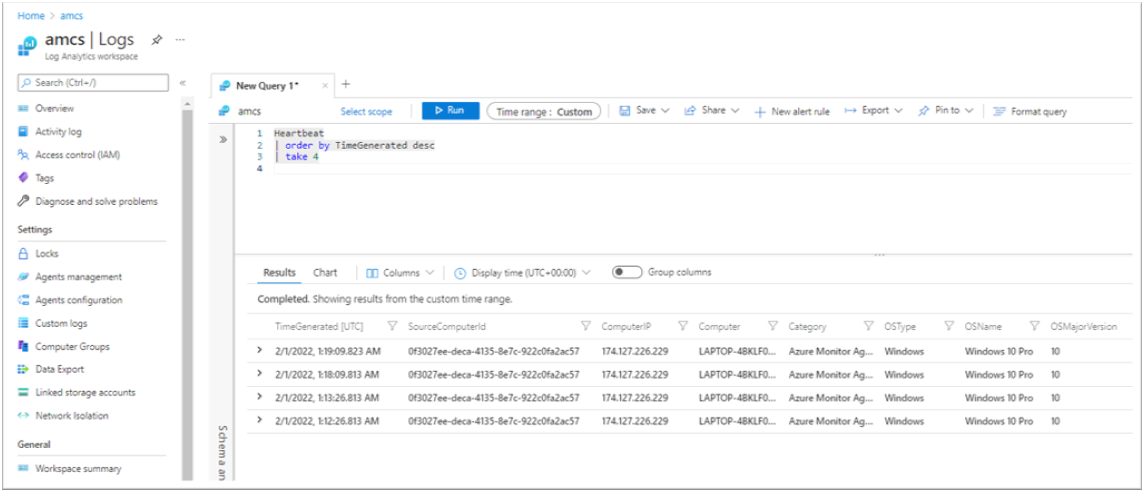 Home > amcs
amcs | Logs
Log Analytics workspace
Search (Ctrl+/)
Overview
Activity log
Access control (IAM)
Tags
Diagnose and solve problems
Settings
Locks
Agents management
Agents configuration
Custom logs
Computer Groups
Data Export
Linked storage accounts
Network Isolation
General
Workspace summary
New Query 1*
amcs Select scope Run Time range : Custom Save Share New alert rule Export Pin to Format query
1 Heartbeat
2 | order by TimeGenerated desc
3 | take 4
4
Schema an
Results Chart Columns Display time (UTC+00:00) Group columns
Completed. Showing results from the custom time range.
TimeGenerated [UTC] SourceComputerId ComputerIP Computer Category OSType OSName OSMajorVersion
2/1/2022, 1:19:09.823 AM 0f3027ee-deca-4135-8e7c-922c0fa2ac57 174.127.226.229 LAPTOP-4BKLF0... Azure Monitor Ag... Windows Windows 10 Pro 10
2/1/2022, 1:18:09.813 AM 0f3027ee-deca-4135-8e7c-922c0fa2ac57 174.127.226.229 LAPTOP-4BKLF0... Azure Monitor Ag... Windows Windows 10 Pro 10
2/1/2022, 1:13:26.813 AM 0f3027ee-deca-4135-8e7c-922c0fa2ac57 174.127.226.229 LAPTOP-4BKLF0... Azure Monitor Ag... Windows Windows 10 Pro 10
2/1/2022, 1:12:26.813 AM 0f3027ee-deca-4135-8e7c-922c0fa2ac57 174.127.226.229 LAPTOP-4BKLF0... Azure Monitor Ag... Windows Windows 10 Pro 10